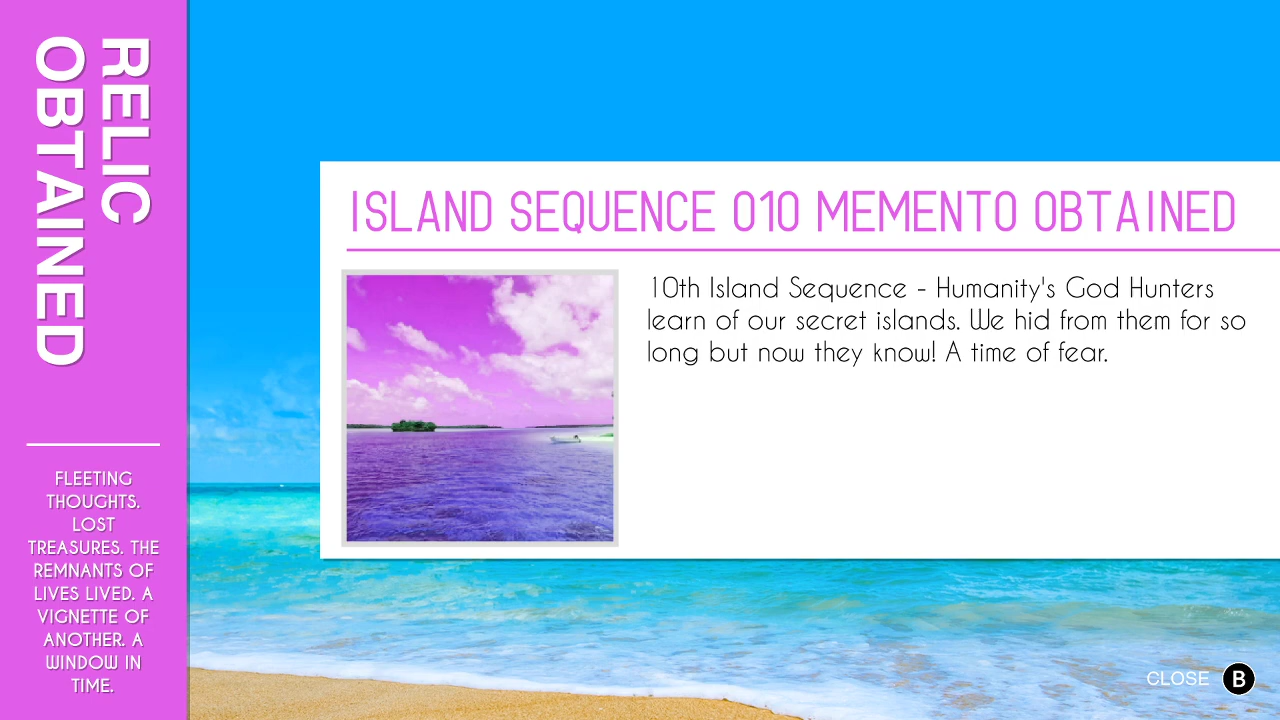 RELIC
OBTAINED
FLEETING
THOUGHTS.
LOST
TREASURES. THE
REMNANTS OF
LIVES LIVED. A
VIGNETTE OF
ANOTHER. A
WINDOW IN
TIME.
ISLAND SEQUENCE 010 MEMENTO OBTAINED
10th Island Sequence - Humanity's God Hunters
learn of our secret islands. We hid from them for so
long but now they know! A time of fear.
CLOSE B